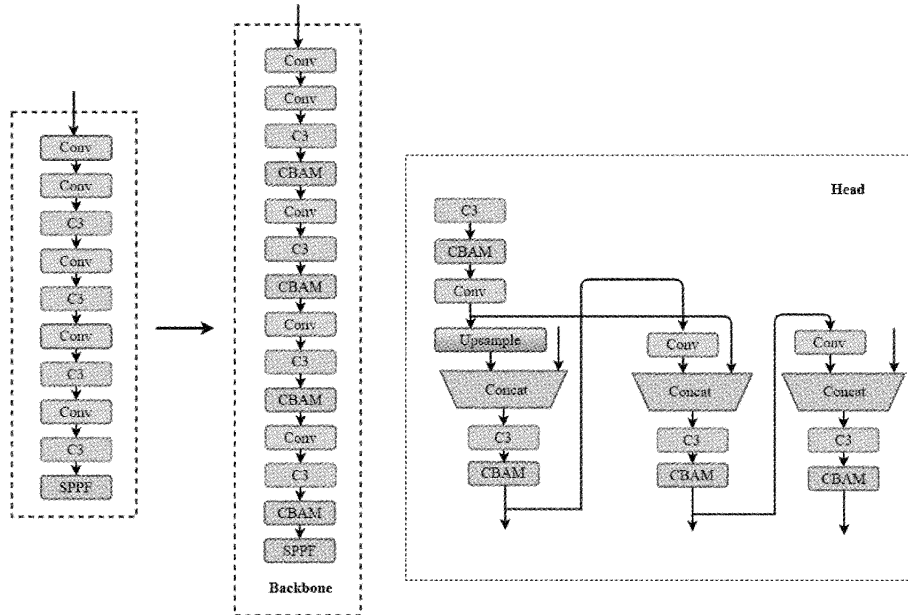 Conv
Conv
C3
Conv
C3
Conv
C3
Conv
C3
SPPF
Conv
Conv
C3
CBAM
Conv
C3
CBAM
Conv
C3
CBAM
Conv
C3
CBAM
SPPF
Backbone
Head
C3
CBAM
Conv
Upsample
Concat
C3
CBAM
Conv
Concat
C3
CBAM
Conv
Concat
C3
CBAM